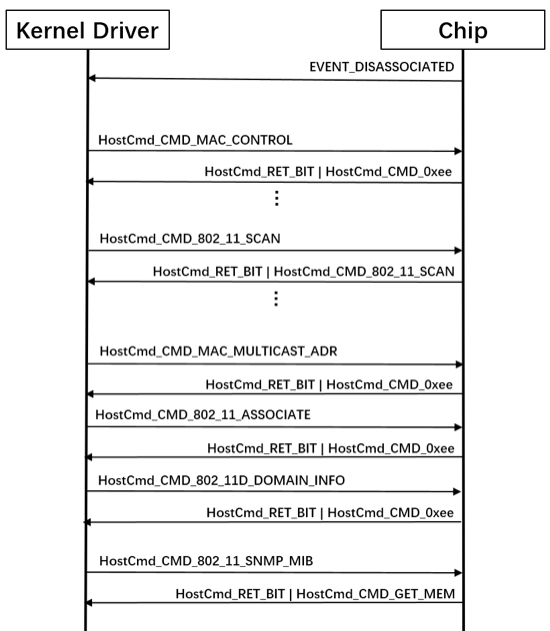 Kernel Driver
Chip
EVENT_DISASSOCIATED
HostCmd_CMD_MAC_CONTROL
HostCmd_RET_BIT | HostCmd_CMD_0xee
HostCmd_CMD_802_11_SCAN
HostCmd_RET_BIT | HostCmd_CMD_802_11_SCAN
HostCmd_CMD_MAC_MULTICAST_ADR
HostCmd_RET_BIT | HostCmd_CMD_0xee
HostCmd_CMD_802_11_ASSOCIATE
HostCmd_RET_BIT | HostCmd_CMD_0xee
HostCmd_CMD_802_11D_DOMAIN_INFO
HostCmd_RET_BIT | HostCmd_CMD_0xee
HostCmd_CMD_802_11_SNMP_MIB
HostCmd_RET_BIT | HostCmd_CMD_GET_MEM